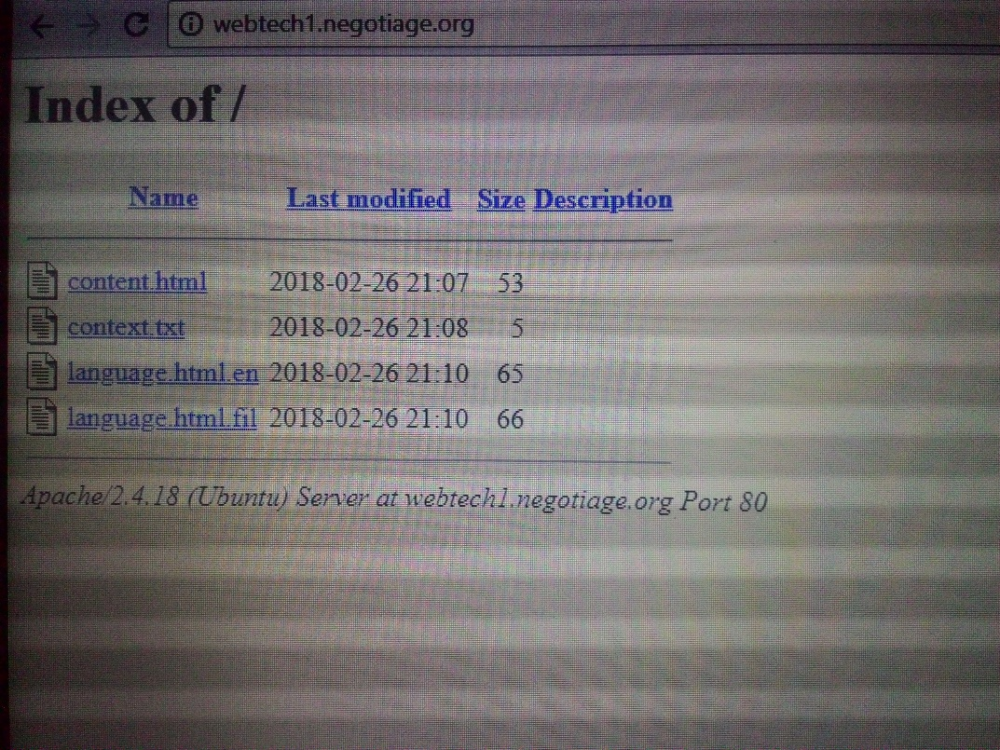 webtech1.negotiage.org
Index of /
Name Last modified Size Description
content.html 2018-02-26 21:07 53
context.txt 2018-02-26 21:08 5
language.html.en 2018-02-26 21:10 65
language.html.fil 2018-02-26 21:10 66
Apache/2.4.18 (Ubuntu) Server at webtech1.negotiage.org Port 80